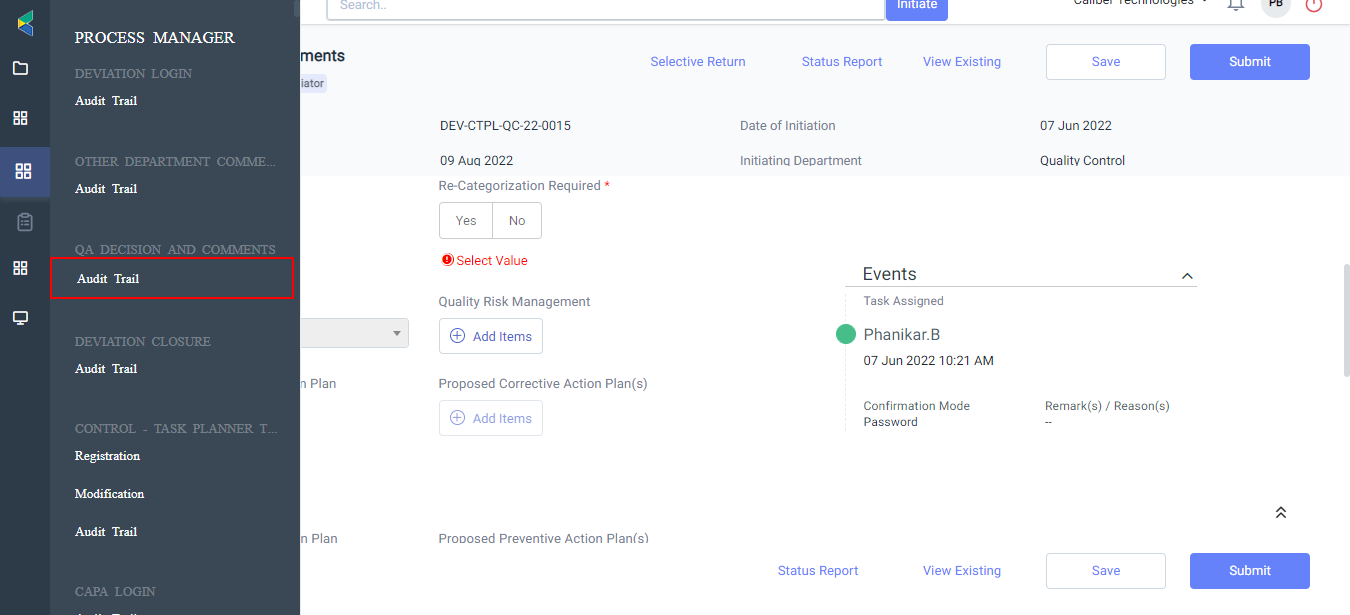 Search..
Initiate
Caliber Technologies
PB
PROCESS MANAGER
DEVIATION LOGIN
Audit Trail
OTHER DEPARTMENT COMME...
Audit Trail
QA DECISION AND COMMENTS
Audit Trail
DEVIATION CLOSURE
Audit Trail
CONTROL - TASK PLANNER T...
Registration
Modification
Audit Trail
CAPA LOGIN
Audit Trail
ments
iator
Selective Return
Status Report
View Existing
Save
Submit
DEV-CTPL-QC-22-0015
Date of Initiation
07 Jun 2022
09 Aug 2022
Initiating Department
Quality Control
Re-Categorization Required *
Yes
No
Select Value
Quality Risk Management
Add Items
n Plan
Proposed Corrective Action Plan(s)
Add Items
n Plan
Proposed Preventive Action Plan(s)
Events
Task Assigned
Phanikar.B
07 Jun 2022 10:21 AM
Confirmation Mode
Remark(s) / Reason(s)
Password
--
Status Report
View Existing
Save
Submit